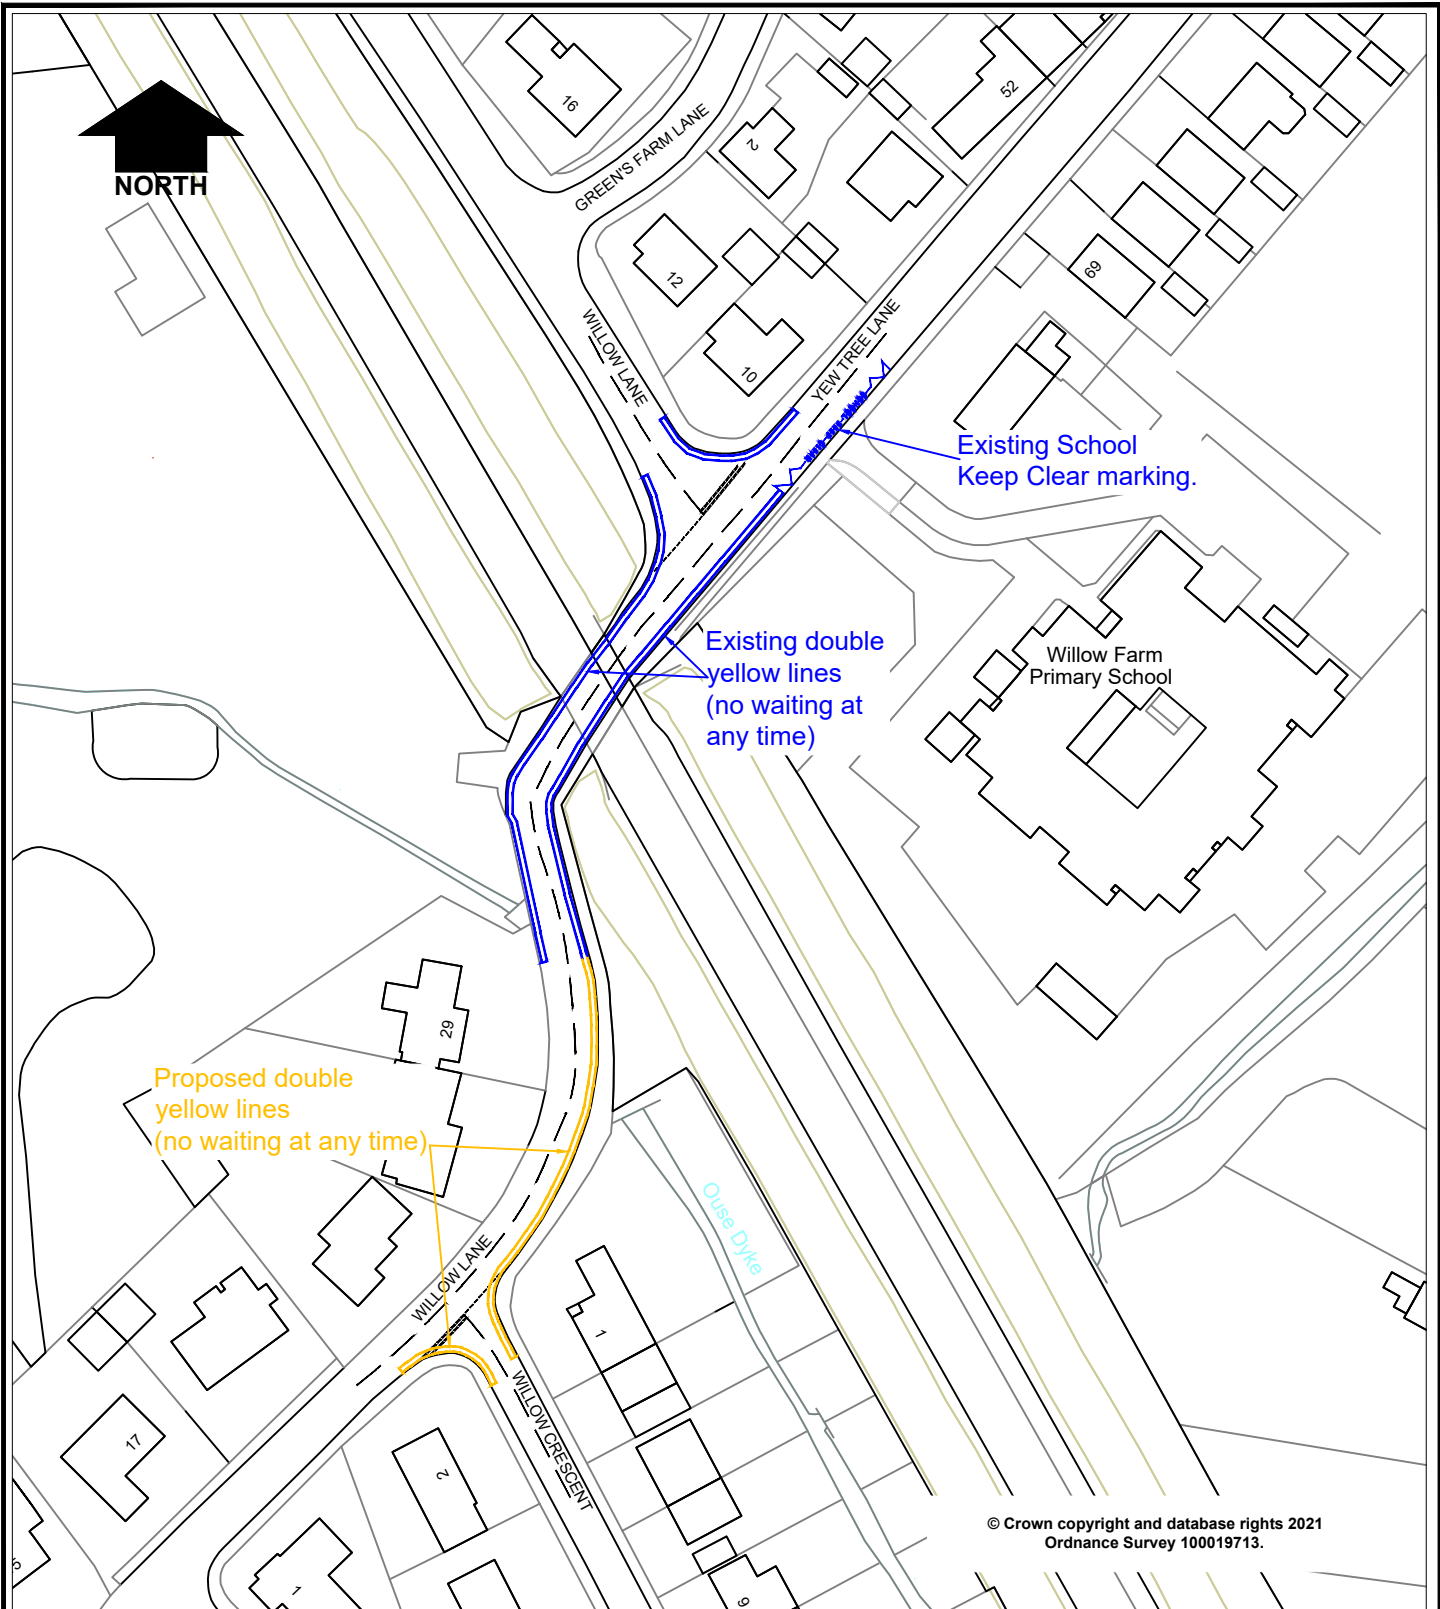 16
52
GREEN'S FARM LANE
2
NORTH
12
69
WILLOW LANE
YEW TREE LANE
10
Existing School
Keep Clear marking.
Existing double
yellow lines
(no waiting at
any time)
Willow Farm
Primary School
29
Proposed double
yellow lines
(no waiting at any time)
Ouse Dyke
WILLOW LANE
1
WILLOW CRESCENT
17
2
© Crown copyright and database rights 2021
Ordnance Survey 100019713.
1